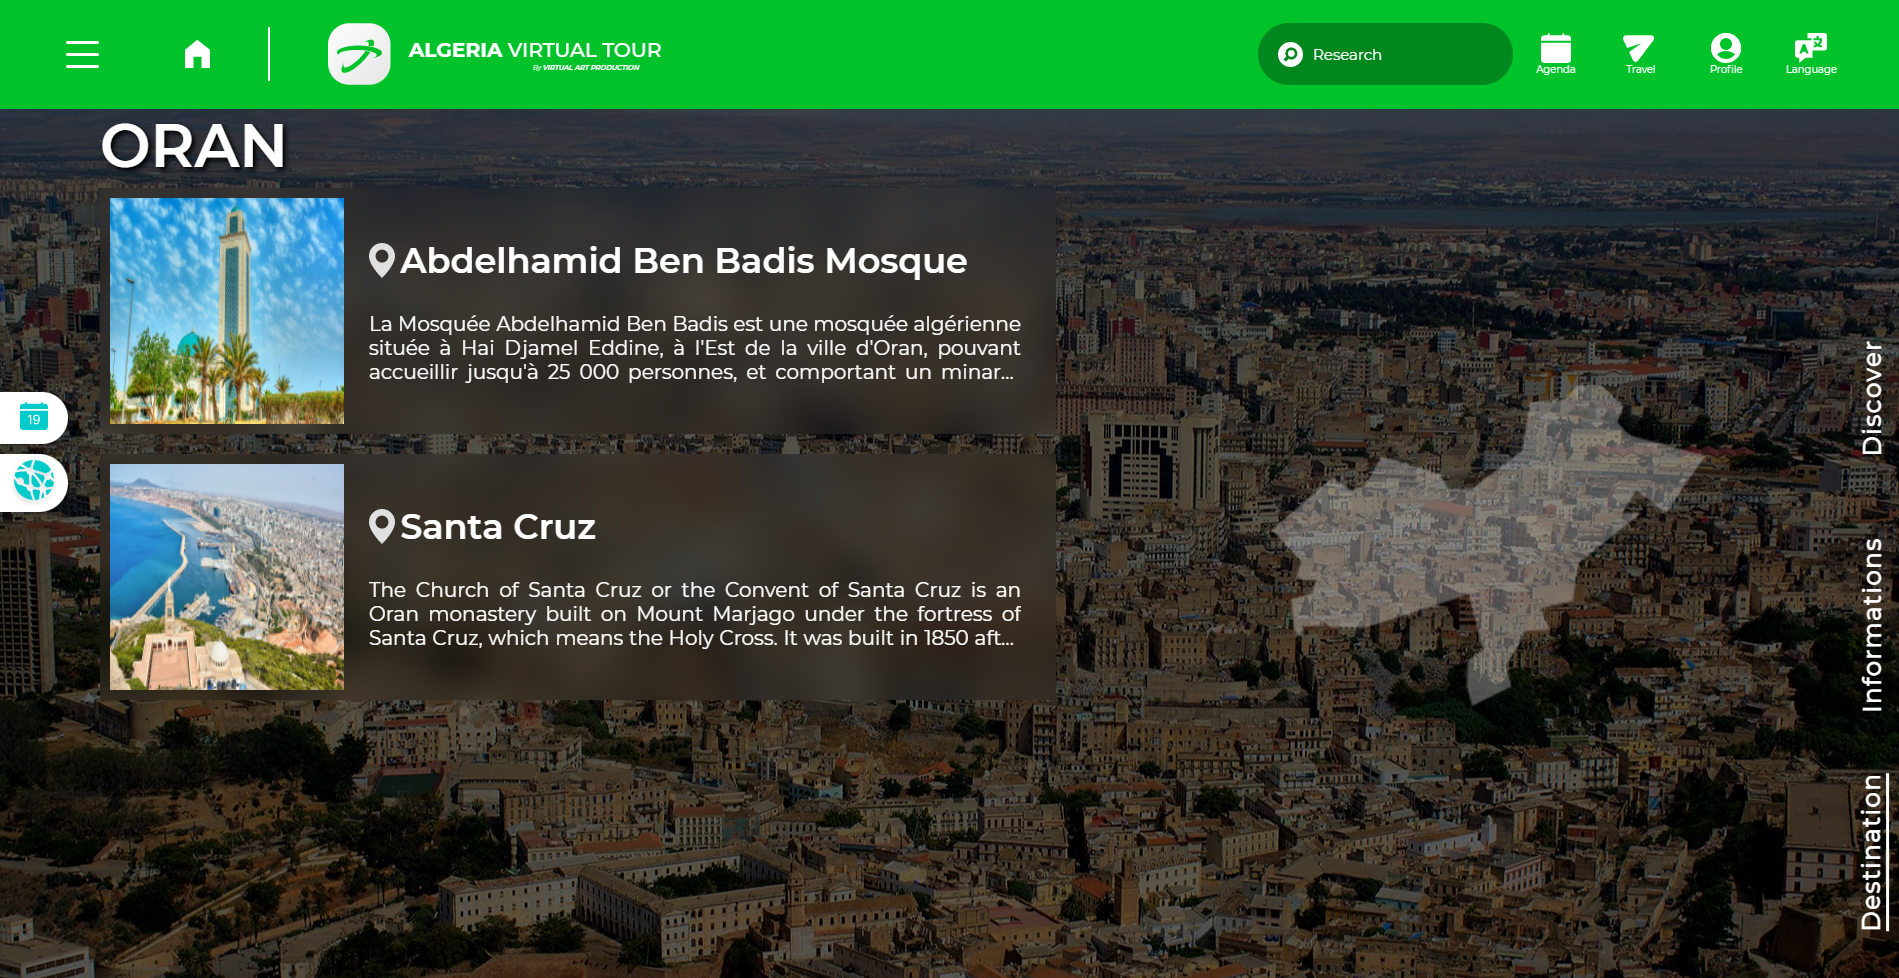 ALGERIA VIRTUAL TOUR
By VIRTUAL ART PRODUCTION
Research
Agenda
Travel
Profile
Language
ORAN
Abdelhamid Ben Badis Mosque
La Mosquée Abdelhamid Ben Badis est une mosquée algérienne
située à Hai Djamel Eddine, à l'Est de la ville d'Oran, pouvant
accueillir jusqu'à 25 000 personnes, et comportant un minar...
19
Santa Cruz
The Church of Santa Cruz or the Convent of Santa Cruz is an
Oran monastery built on Mount Marjago under the fortress of
Santa Cruz, which means the Holy Cross. It was built in 1850 aft...
Discover
Informations
Destination